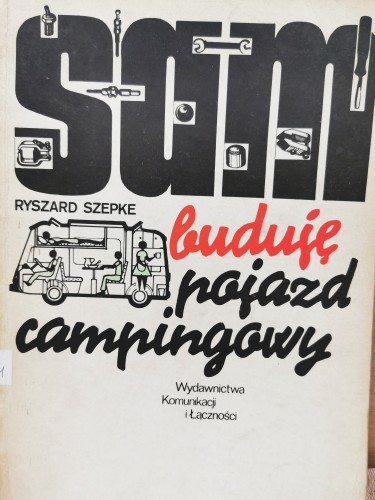 sam
RYSZARD SZEPKE
buduję
pojazd
campingowy
Wydawnictwa
Komunikacji
i Łączności